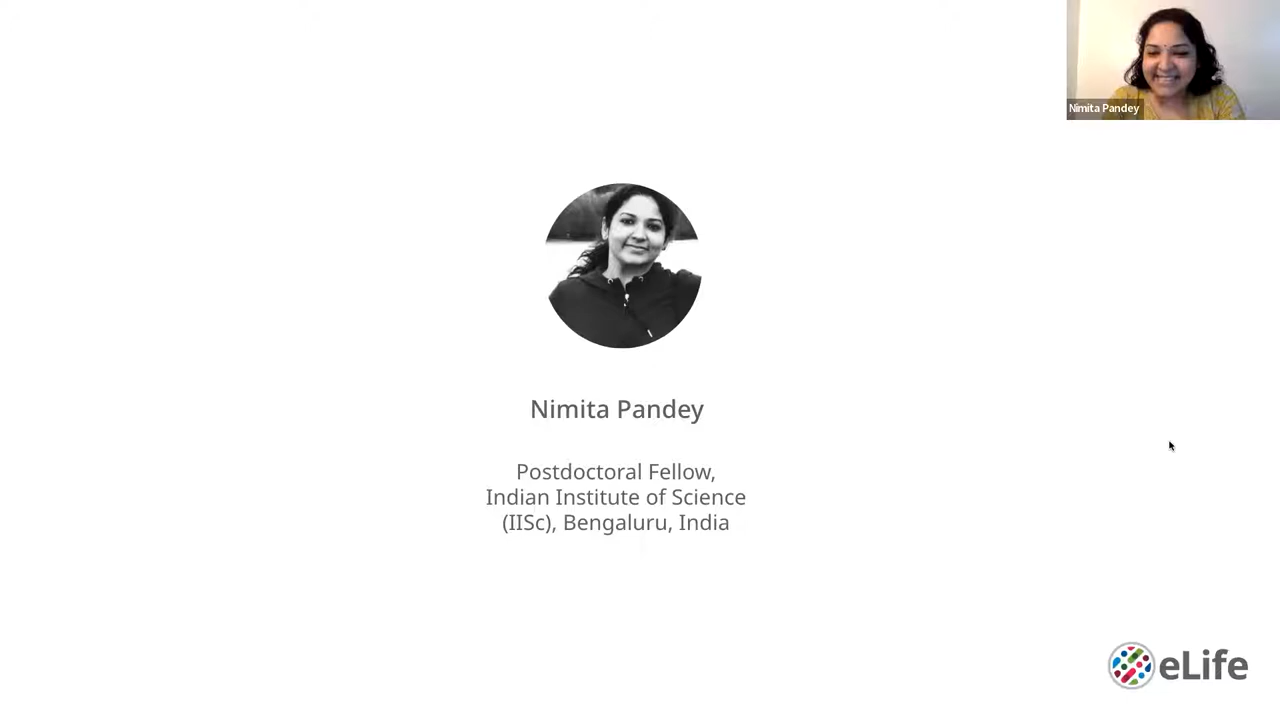 Nimita Pandey
Nimita Pandey
Postdoctoral Fellow,
Indian Institute of Science
(IISc), Bengaluru, India
eLife